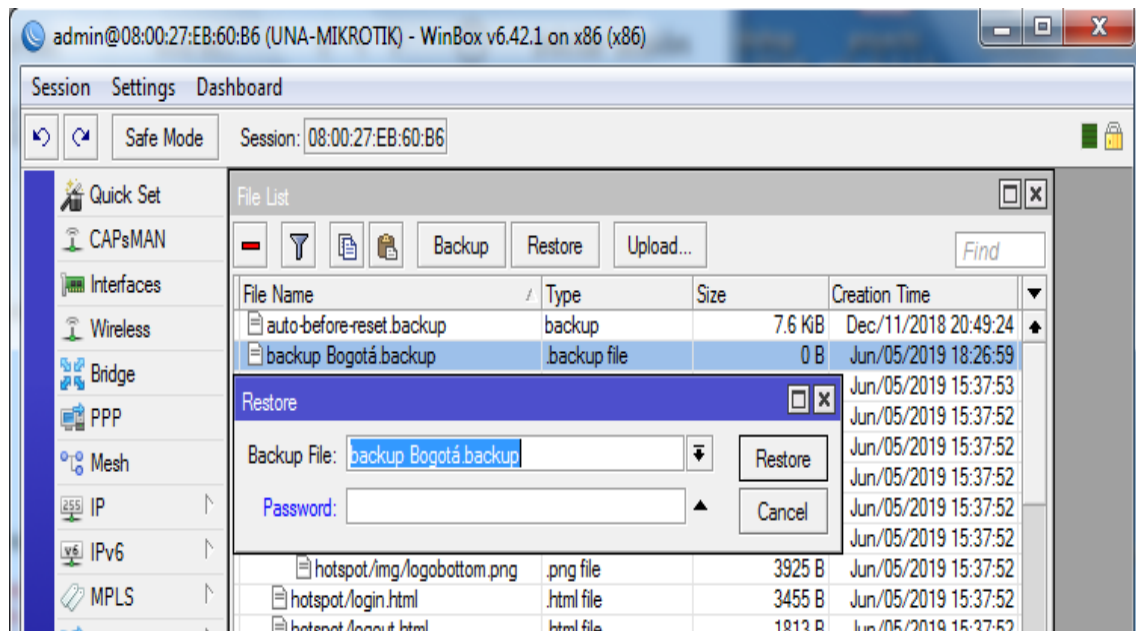 admin@08:00:27:EB:60:B6 (UNA-MIKROTIK) - WinBox v6.42.1 on x86 (x86)
Session Settings Dashboard
Safe Mode Session: 08:00:27:EB:60:B6
Quick Set
CAPsMAN
Interfaces
Wireless
Bridge
PPP
Mesh
IP
IPv6
MPLS
File List
Backup Restore Upload... Find
File Name Type Size Creation Time
auto-before-reset.backup backup 7.6 KiB Dec/11/2018 20:49:24
backup Bogotá.backup .backup file 0 B Jun/05/2019 18:26:59
Jun/05/2019 15:37:53
Jun/05/2019 15:37:52
Jun/05/2019 15:37:52
Jun/05/2019 15:37:52
Jun/05/2019 15:37:52
Jun/05/2019 15:37:52
Restore
Backup File: backup Bogotá.backup Restore
Password: Cancel
hotspot/img/logobottom.png .png file 3925 B Jun/05/2019 15:37:52
hotspot/login.html .html file 3455 B Jun/05/2019 15:37:52
hotspot/logout.html .html file 1813 B Jun/05/2019 15:37:52